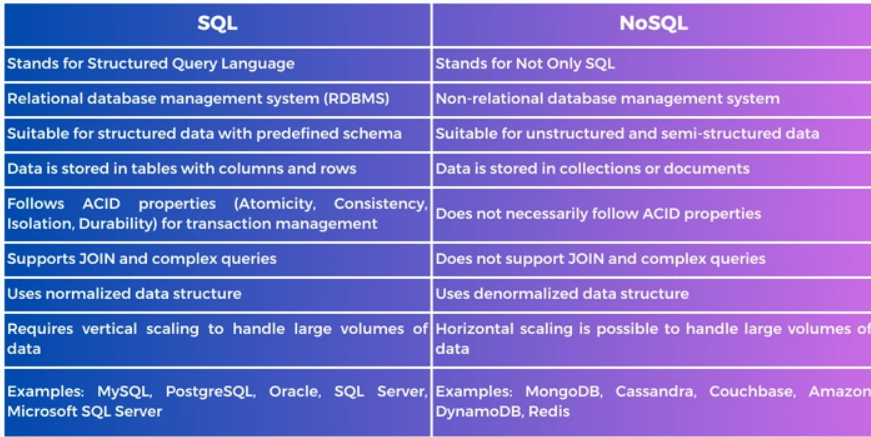 SQL
NoSQL
Stands for Structured Query Language
Stands for Not Only SQL
Relational database management system (RDBMS)
Non-relational database management system
Suitable for structured data with predefined schema
Suitable for unstructured and semi-structured data
Data is stored in tables with columns and rows
Data is stored in collections or documents
Follows ACID properties (Atomicity, Consistency,
Isolation, Durability) for transaction management
Does not necessarily follow ACID properties
Supports JOIN and complex queries
Does not support JOIN and complex queries
Uses normalized data structure
Uses denormalized data structure
Requires vertical scaling to handle large volumes of
data
Horizontal scaling is possible to handle large volumes of
data
Examples: MySQL, PostgreSQL, Oracle, SQL Server,
Microsoft SQL Server
Examples: MongoDB, Cassandra, Couchbase, Amazon
DynamoDB, Redis